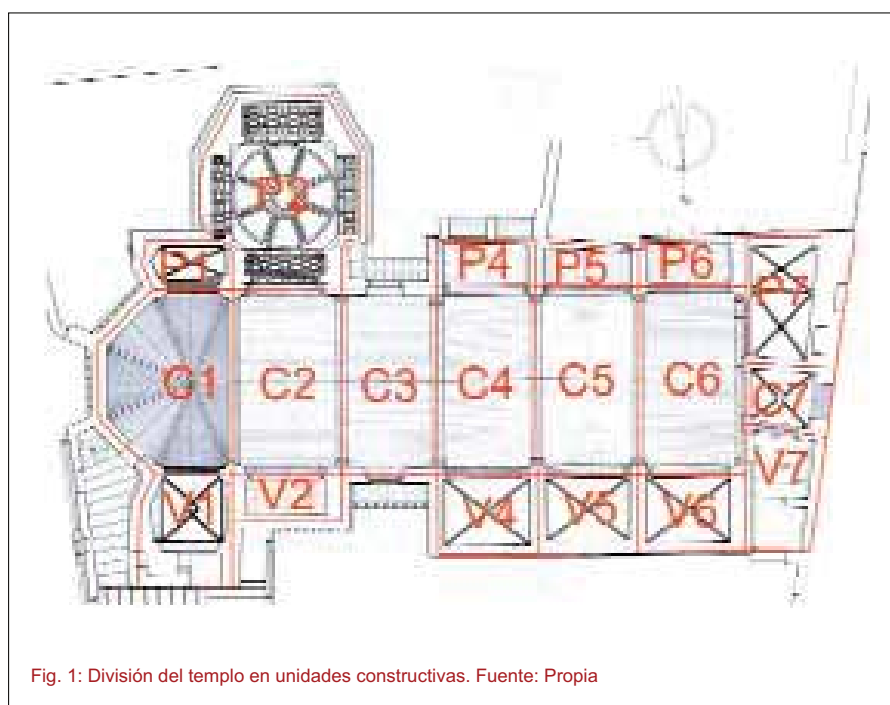 P3
P1 P4 P5 P6 P7
C1 C2 C3 C4 C5 C6 C7
V1 V2 V4 V5 V6 V7
Fig. 1: División del templo en unidades constructivas. Fuente: Propia